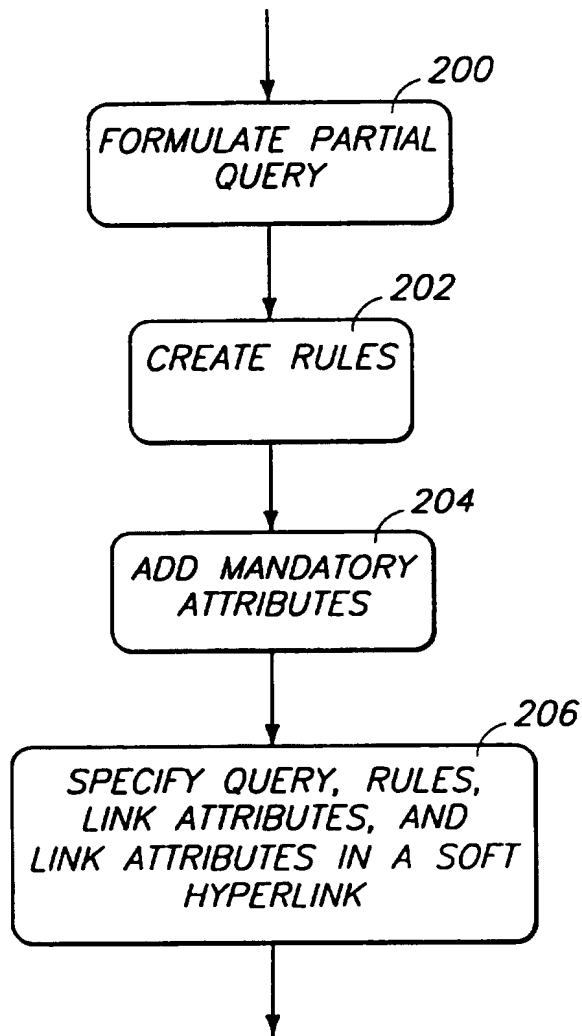 200
FORMULATE PARTIAL
QUERY
202
CREATE RULES
204
ADD MANDATORY
ATTRIBUTES
206
SPECIFY QUERY, RULES,
LINK ATTRIBUTES, AND
LINK ATTRIBUTES IN A SOFT
HYPERLINK